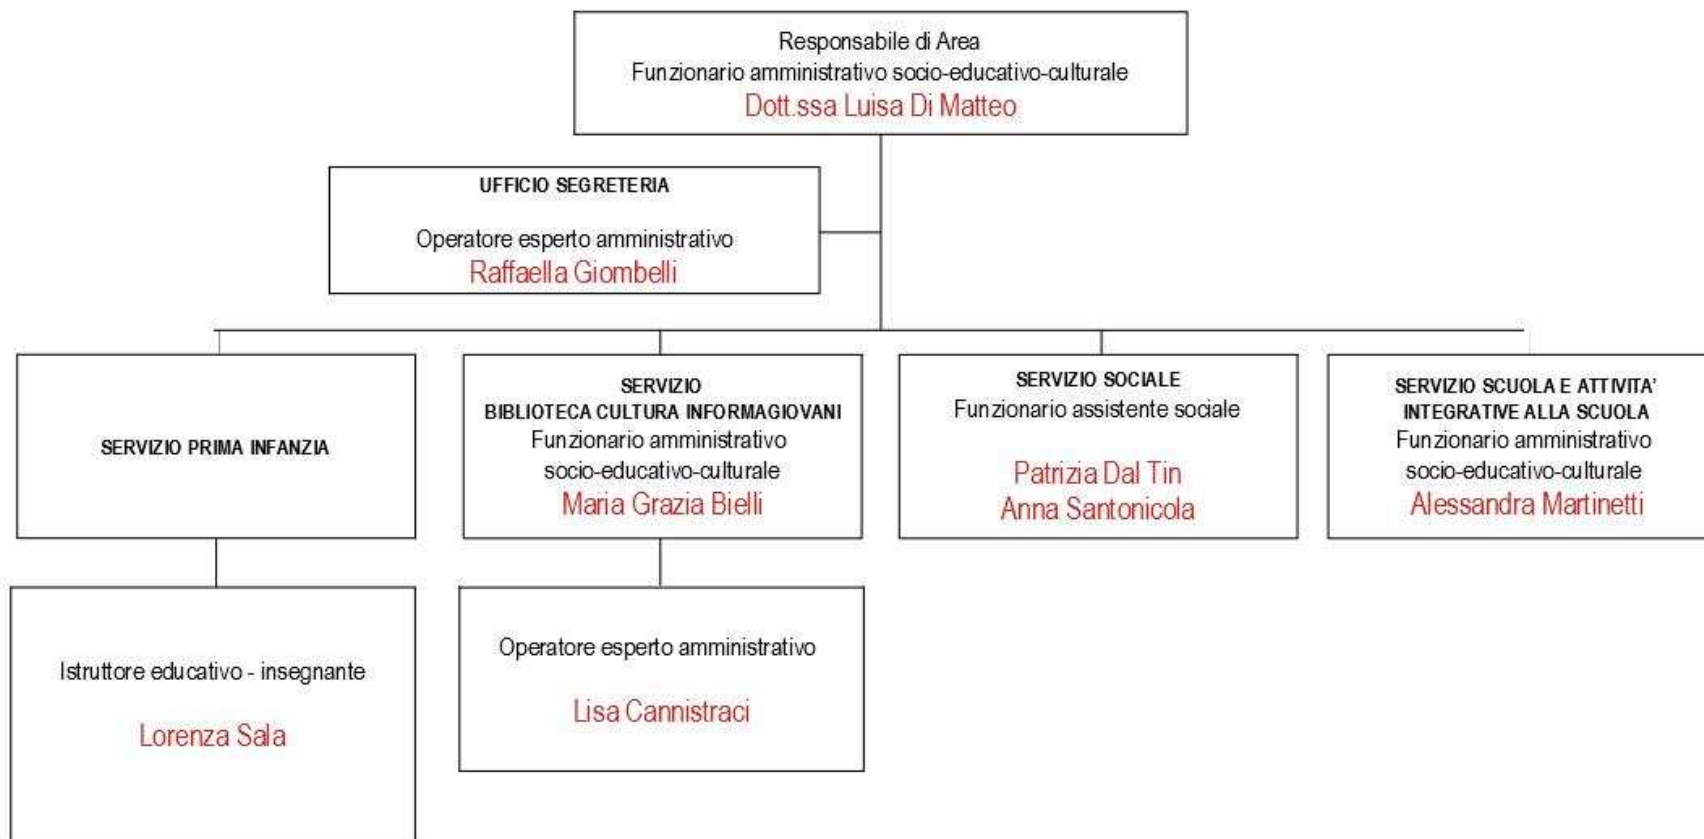 Responsabile di Area
Funzionario amministrativo socio-educativo-culturale
Dott.ssa Luisa Di Matteo
UFFICIO SEGRETERIA
Operatore esperto amministrativo
Raffaella Giombelli
SERVIZIO PRIMA INFANZIA
SERVIZIO
BIBLIOTECA CULTURA INFORMAGIOVANI
Funzionario amministrativo
socio-educativo-culturale
Maria Grazia Bielli
SERVIZIO SOCIALE
Funzionario assistente sociale
Patrizia Dal Tin
Anna Santonicola
SERVIZIO SCUOLA E ATTIVITA'
INTEGRATIVE ALLA SCUOLA
Funzionario amministrativo
socio-educativo-culturale
Alessandra Martinetti
Istruttore educativo - insegnante
Lorenza Sala
Operatore esperto amministrativo
Lisa Cannistraci